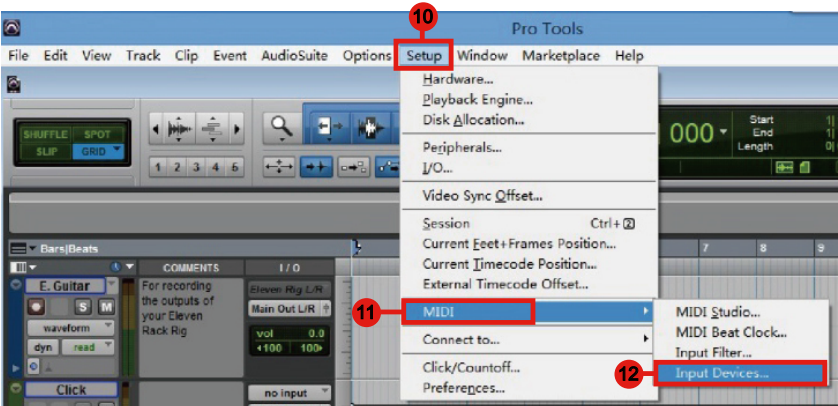 10
Pro Tools
File Edit View Track Clip Event AudioSuite Options Setup Window Marketplace Help
Hardware...
Playback Engine...
Disk Allocation...
Peripherals...
I/O...
Video Sync Offset...
Session Ctrl+2
Current Feet+Frames Position...
Current Timecode Position...
External Timecode Offset...
11
MIDI
Connect to...
Click/Countoff...
Preferences...
MIDI Studio...
MIDI Beat Clock...
Input Filter...
12
Input Devices...
SHUFFLE SPOT
SLIP GRID
1 2 3 4 5
000
Start
End
Length
Bars|Beats
7 8 9
COMMENTS I / O
E. Guitar
S M
waveform
dyn read
For recording
the outputs of
your Eleven
Rack Rig
Eleven Rig L/R
Main Out L/R
vol 0.0
100 100
Click
no input